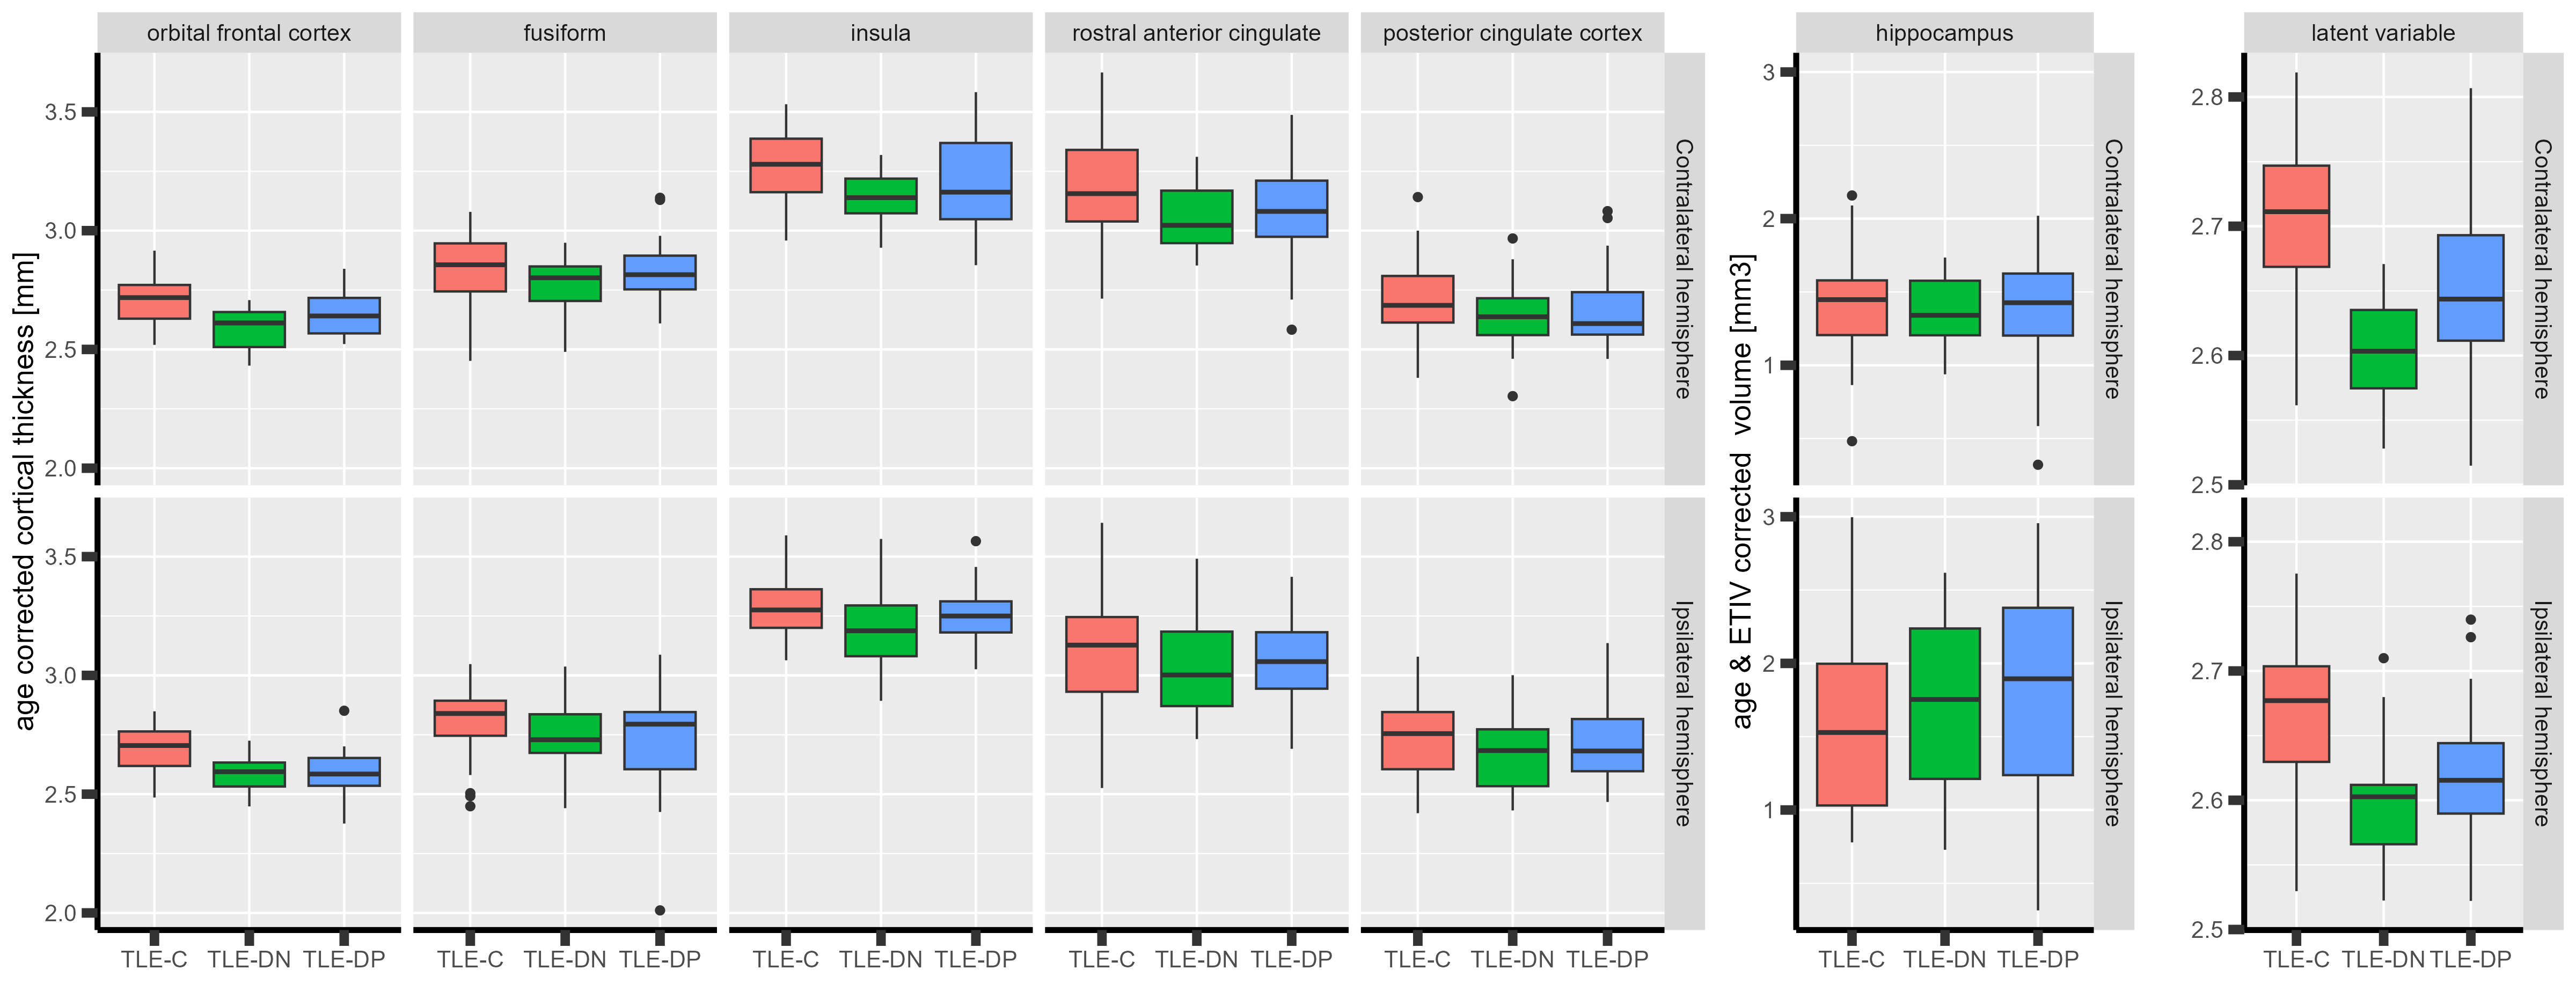 orbital frontal cortex
fusiform
insula
rostral anterior cingulate
posterior cingulate cortex
hippocampus
latent variable
age corrected cortical thickness [mm]
3.5
3.0
2.5
2.0
Contralateral hemisphere
3.5
3.0
2.5
2.0
Ipsilateral hemisphere
TLE-C TLE-DN TLE-DP
TLE-C TLE-DN TLE-DP
TLE-C TLE-DN TLE-DP
TLE-C TLE-DN TLE-DP
TLE-C TLE-DN TLE-DP
age & ETIV corrected  volume [mm3]
3
2
1
Contralateral hemisphere
3
2
1
Ipsilateral hemisphere
TLE-C TLE-DN TLE-DP
2.8
2.7
2.6
2.5
Contralateral hemisphere
2.8
2.7
2.6
2.5
Ipsilateral hemisphere
TLE-C TLE-DN TLE-DP